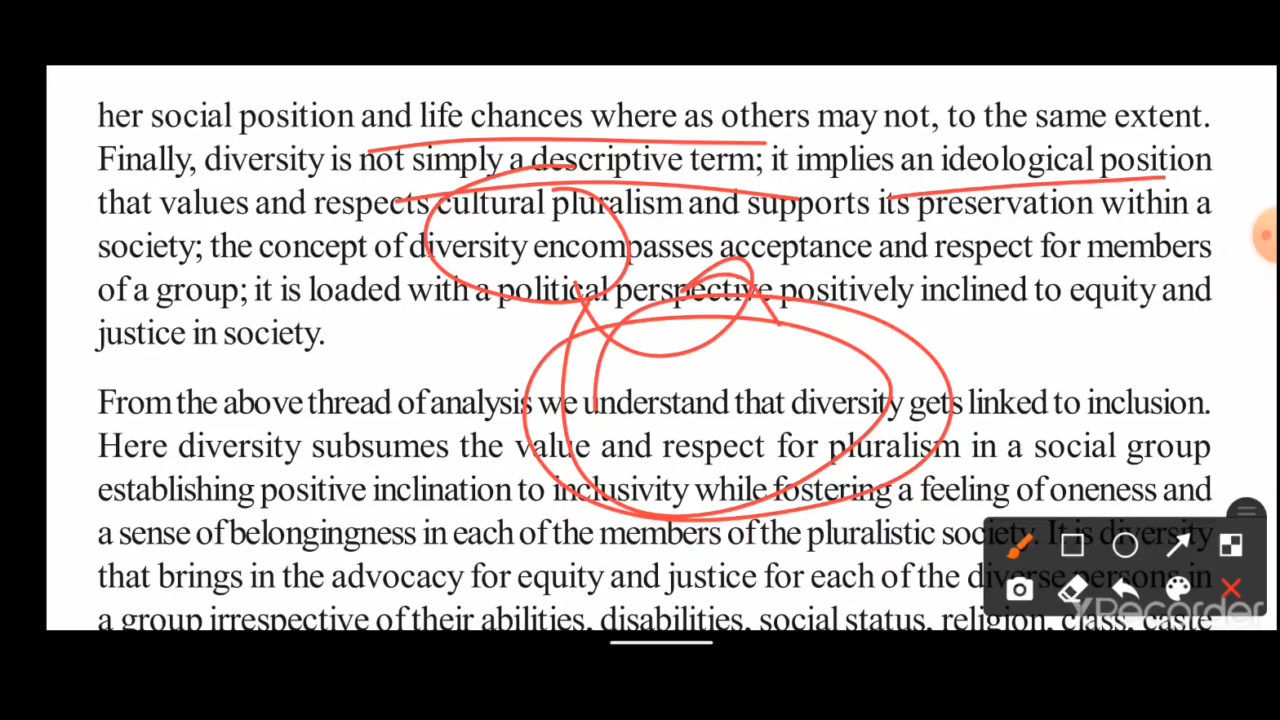 her social position and life chances where as others may not, to the same extent.
Finally, diversity is not simply a descriptive term; it implies an ideological position
that values and respects cultural pluralism and supports its preservation within a
society; the concept of diversity encompasses acceptance and respect for members
of a group; it is loaded with a political perspective positively inclined to equity and
justice in society.
From the above thread of analysis we understand that diversity gets linked to inclusion.
Here diversity subsumes the value and respect for pluralism in a social group
establishing positive inclination to inclusivity while fostering a feeling of oneness and
a sense of belongingness in each of the members of the pluralistic society. It is diversity
that brings in the advocacy for equity and justice for each of the diverse persons in
a group irrespective of their abilities, disabilities, social status, religion, class, caste
XRecorder